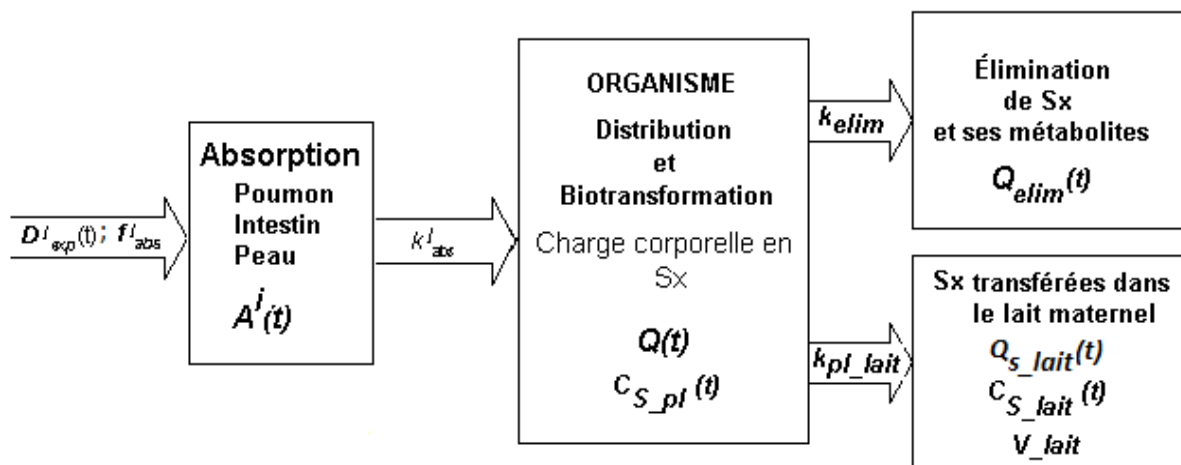 D^j_exp(t); f^j_abs
Absorption
Poumon
Intestin
Peau
A^j(t)
k^j_abs
ORGANISME
Distribution
et
Biotransformation
Charge corporelle en
Sx
Q(t)
C_S_pl(t)
k_elim
Élimination
de Sx
et ses métabolites
Q_elim(t)
k_pl_lait
Sx transférées dans
le lait maternel
Q_s_lait(t)
C_S_lait(t)
V_lait